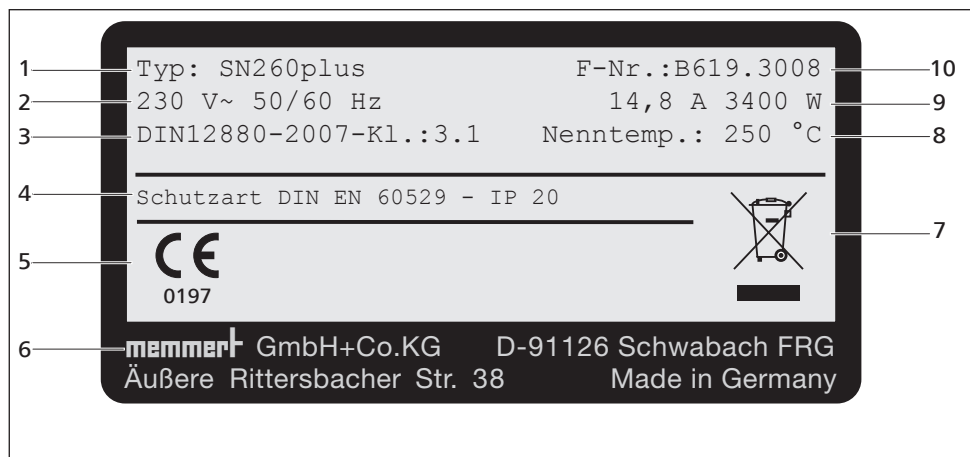 1 Typ: SN260plus F-Nr.:B619.3008 10
2 230 V~ 50/60 Hz 14,8 A 3400 W 9
3 DIN12880-2007-Kl.:3.1 Nenntemp.: 250 °C 8
4 Schutzart DIN EN 60529 - IP 20
7
5 CE
0197
6 memmert GmbH+Co.KG D-91126 Schwabach FRG
Äußere Rittersbacher Str. 38 Made in Germany